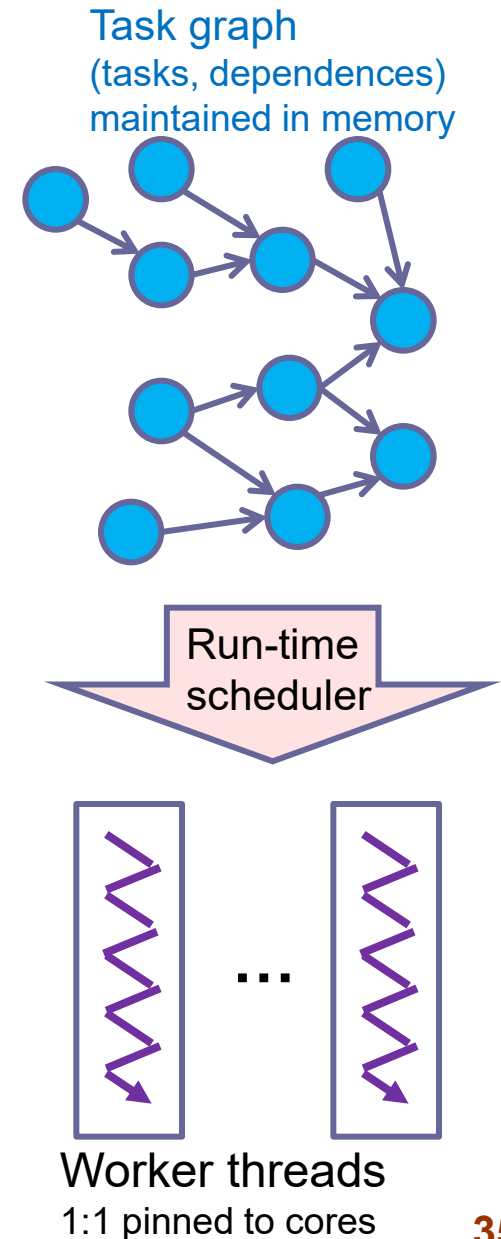 Task graph
(tasks, dependences)
maintained in memory
Run-time
scheduler
...
Worker threads
1:1 pinned to cores